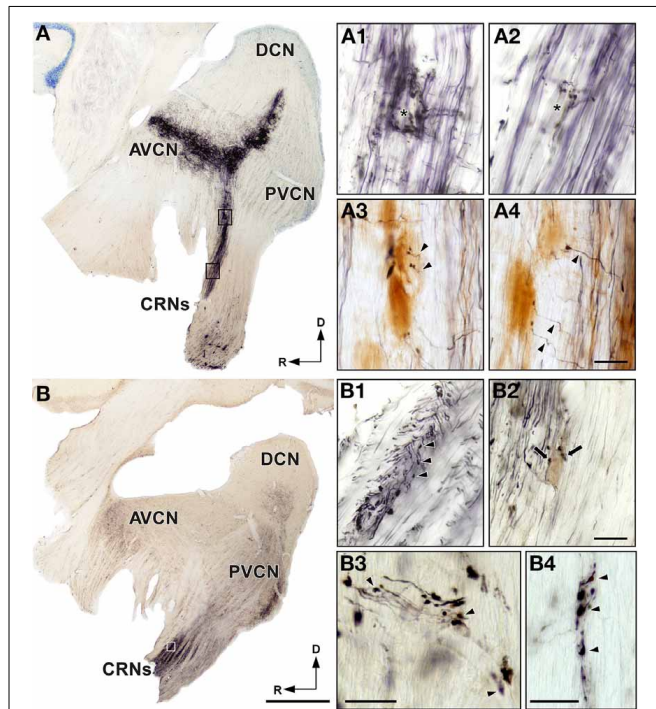 A
DCN
AVCN
PVCN
CRNs
D
R
A1
A2
*
*
A3
A4
B
DCN
AVCN
PVCN
CRNs
D
R
B1
B2
B3
B4